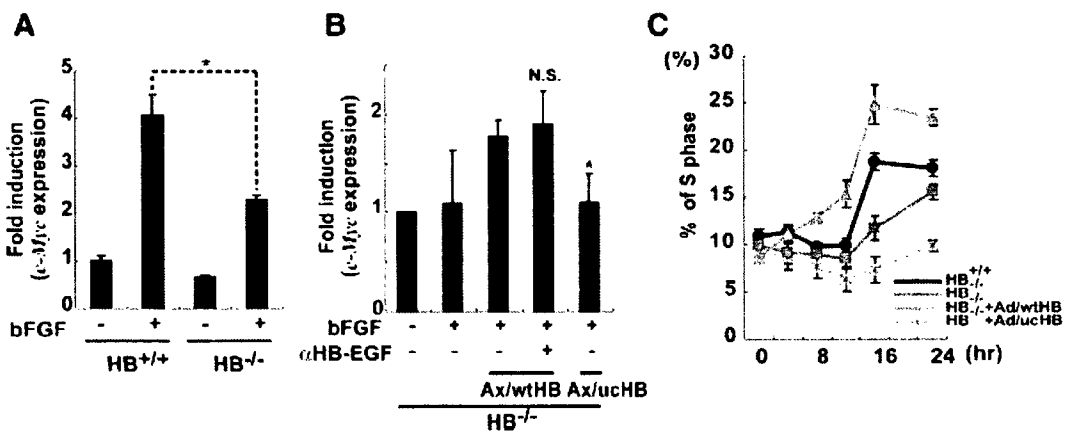 A
Fold induction
(c-Myc expression)
5
4
3
2
1
0
*
bFGF - + - +
HB+/+ HB-/-
B
Fold induction
(c-Myc expression)
2
1
0
N.S.
*
bFGF - + + + +
αHB-EGF - - - + -
Ax/wtHB Ax/ucHB
HB-/-
C
(%)
% of S phase
30
25
20
15
10
5
0
0 8 16 24 (hr)
HB+/+
HB-/-
HB-/-+Ad/wtHB
HB-/-+Ad/ucHB